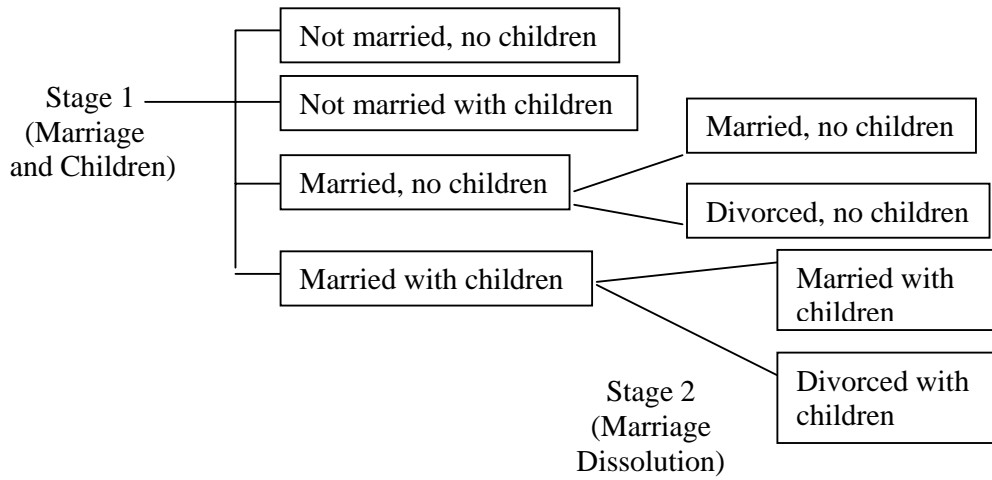 Not married, no children
Stage 1
(Marriage
and Children)
Not married with children
Married, no children
Married, no children
Divorced, no children
Married with children
Married with
children
Divorced with
children
Stage 2
(Marriage
Dissolution)